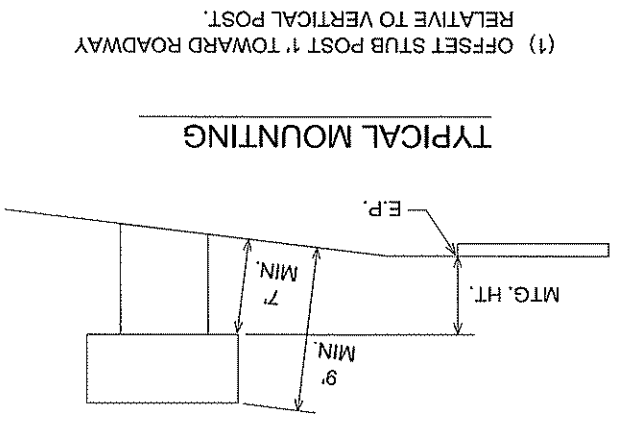 9'
MIN.
MTG. HT.
7'
MIN.
E.P.
TYPICAL MOUNTING
(1) OFFSET STUB POST 1' TOWARD ROADWAY
RELATIVE TO VERTICAL POST.